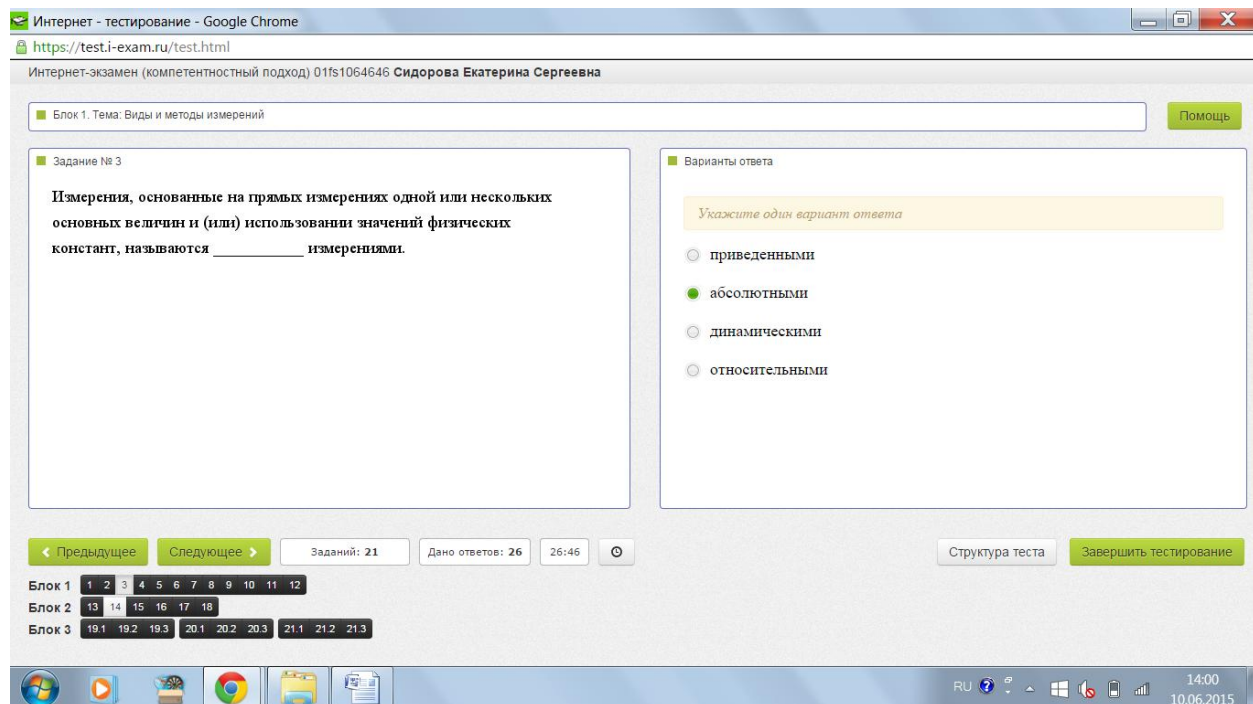 Интернет - тестирование - Google Chrome
https://test.i-exam.ru/test.html
Интернет-экзамен (компетентностный подход) 01fs1064646 Сидорова Екатерина Сергеевна
Блок 1. Тема: Виды и методы измерений
Помощь
Задание № 3
Измерения, основанные на прямых измерениях одной или нескольких
основных величин и (или) использовании значений физических
констант, называются ____________ измерениями.
Варианты ответа
Укажите один вариант ответа
приведенными
абсолютными
динамическими
относительными
Предыдущее Следующее Заданий: 21 Дано ответов: 26 26:46 Структура теста Завершить тестирование
Блок 1 1 2 3 4 5 6 7 8 9 10 11 12
Блок 2 13 14 15 16 17 18
Блок 3 19.1 19.2 19.3 20.1 20.2 20.3 21.1 21.2 21.3
RU 14:00
10.06.2015